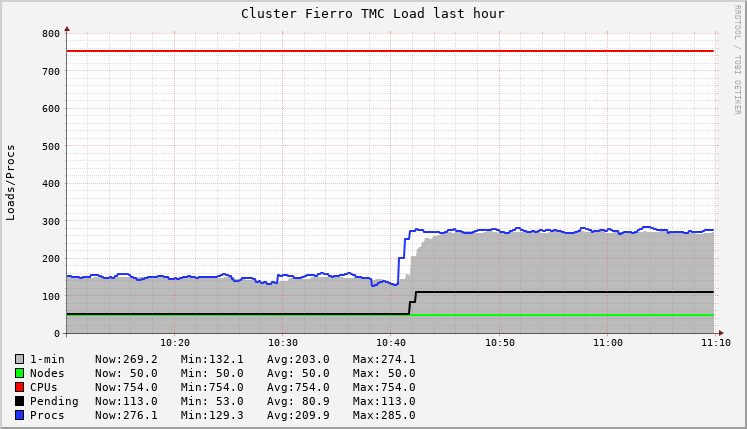 Cluster Fierro TMC Load last hour
RRDTOOL / TOBI OETIKER
Loads/Procs
800
700
600
500
400
300
200
100
0
10:20 10:30 10:40 10:50 11:00 11:10
1-min Now:269.2 Min:132.1 Avg:203.0 Max:274.1
Nodes Now: 50.0 Min: 50.0 Avg: 50.0 Max: 50.0
CPUs Now:754.0 Min:754.0 Avg:754.0 Max:754.0
Pending Now:113.0 Min: 53.0 Avg: 80.9 Max:113.0
Procs Now:276.1 Min:129.3 Avg:209.9 Max:285.0